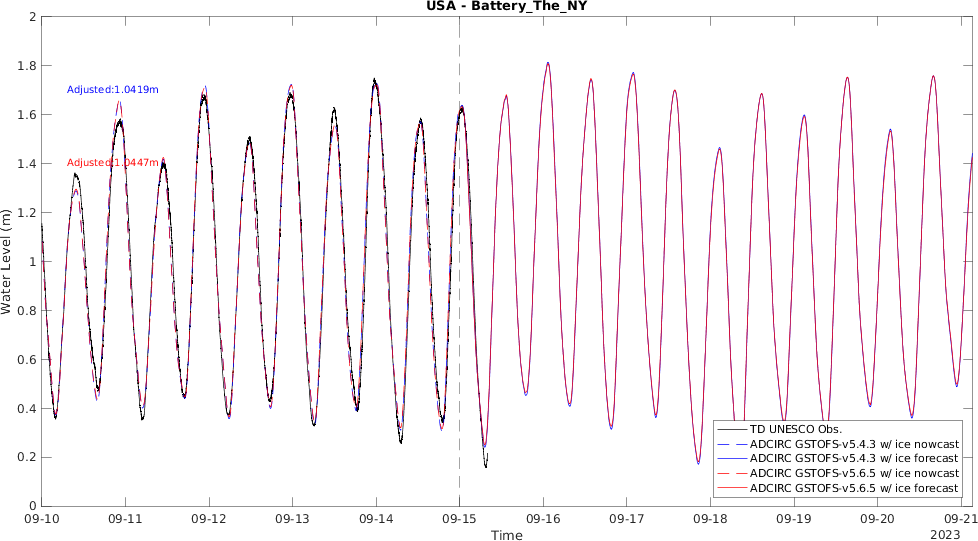 USA - Battery_The_NY
2
1.8
1.6
1.4
1.2
1
0.8
0.6
0.4
0.2
0
Water Level (m)
Adjusted:1.0419m
Adjusted:1.0447m
TD UNESCO Obs.
ADCIRC GSTOFS-v5.4.3 w/ ice nowcast
ADCIRC GSTOFS-v5.4.3 w/ ice forecast
ADCIRC GSTOFS-v5.6.5 w/ ice nowcast
ADCIRC GSTOFS-v5.6.5 w/ ice forecast
09-10 09-11 09-12 09-13 09-14 09-15 09-16 09-17 09-18 09-19 09-20 09-21
Time
2023